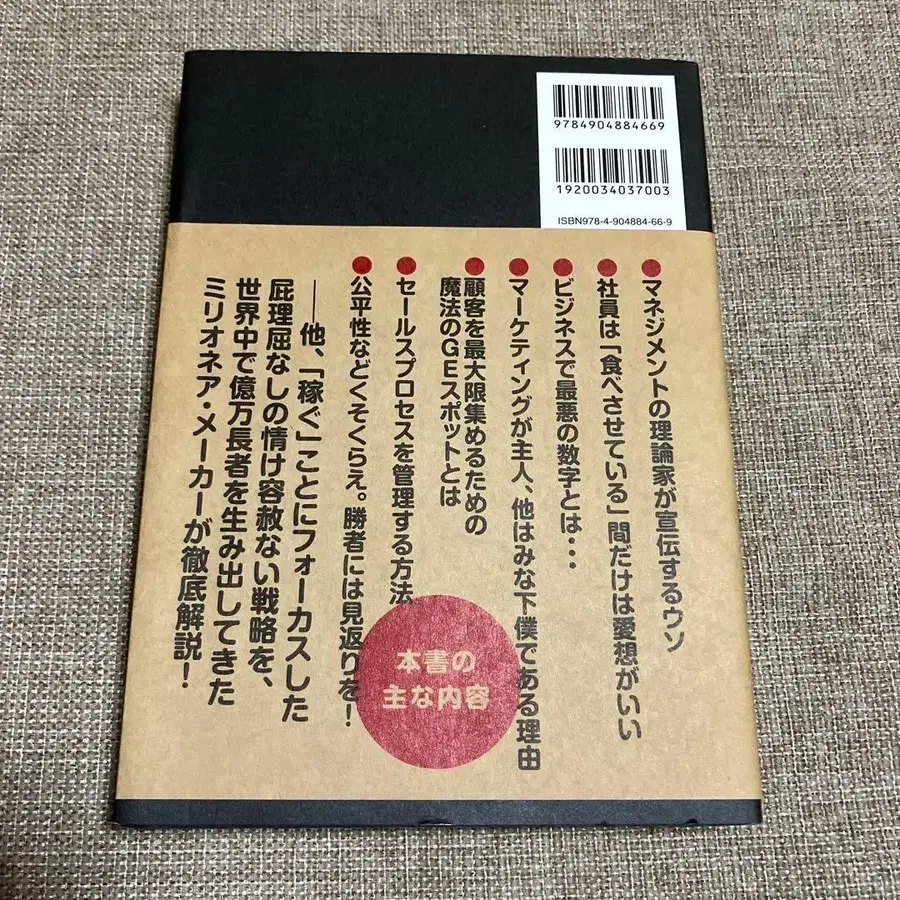 9784904884669
1920034037003
ISBN978-4-904884-66-9
●マネジメントの理論家が宣伝するウソ
●社員は「食べさせている」間だけは愛想がいい
●ビジネスで最悪の数字とは・・・
●マーケティングが主人、他はみな下僕である理由
●顧客を最大限集めるための
魔法のGEスポットとは
●セールスプロセスを管理する方法
●公平性などくそくらえ。勝者には見返りを!
――他、「稼ぐ」ことにフォーカスした
屁理屈なしの情け容赦ない戦略を、
世界中で億万長者を生み出してきた
ミリオネア・メーカーが徹底解説!
本書の
主な内容